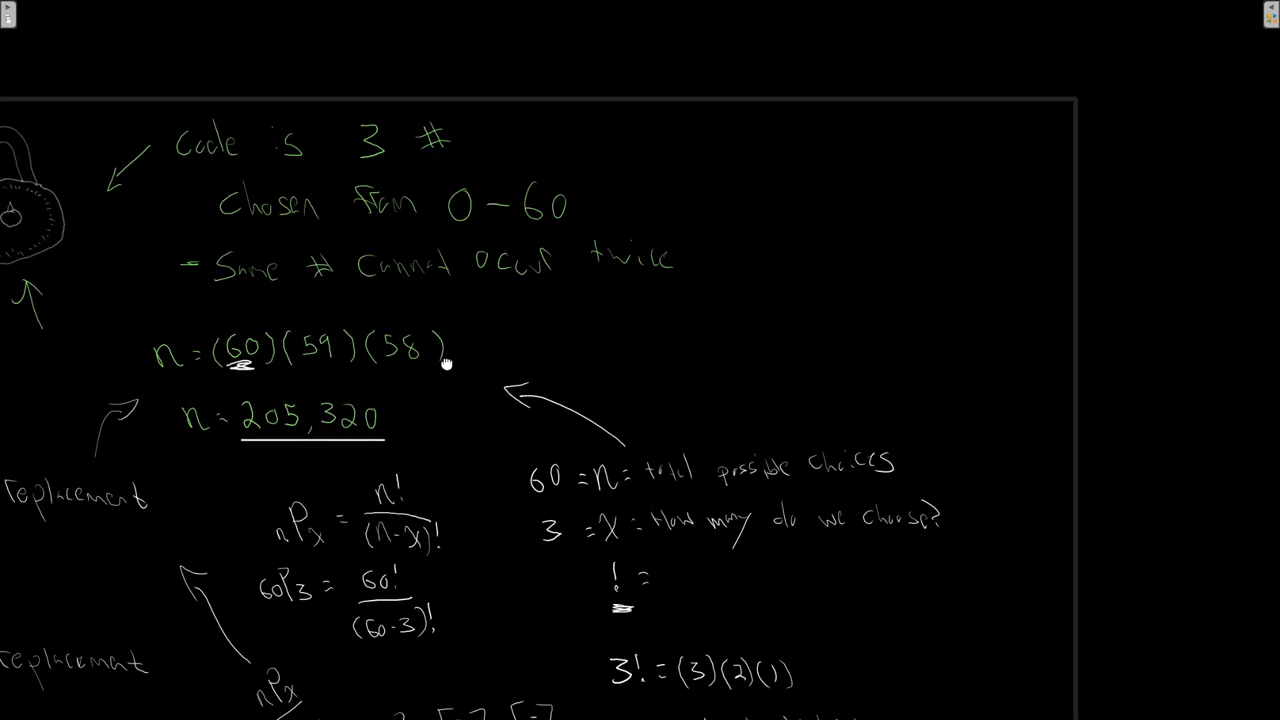 Code is 3 #
Chosen from 0-60
- Same # cannot occur twice
n = (60)(59)(58)
n = 205,320
replacement
60 = n = total possible choices
3 = x = How many do we choose?
nPx = n! / (n-x)!
! =
60P3 = 60! / (60-3)!
3! = (3)(2)(1)
replacement
nPx